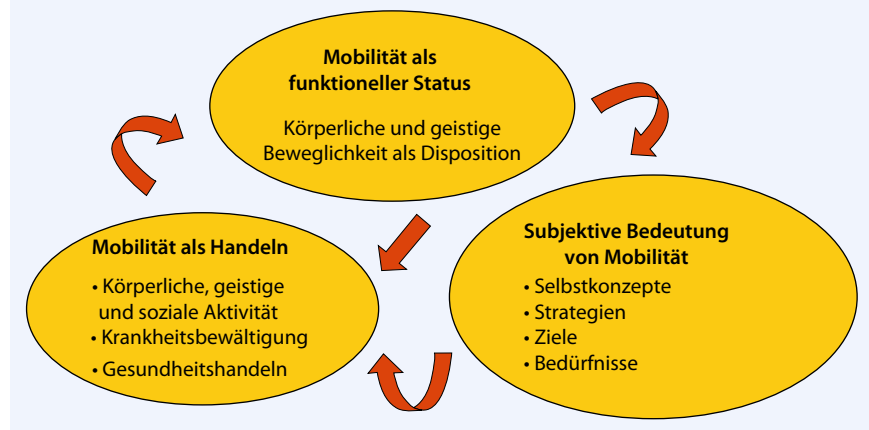 Mobilität als
funktioneller Status
Körperliche und geistige
Beweglichkeit als Disposition
Mobilität als Handeln
• Körperliche, geistige
und soziale Aktivität
• Krankheitsbewältigung
• Gesundheitshandeln
Subjektive Bedeutung
von Mobilität
• Selbstkonzepte
• Strategien
• Ziele
• Bedürfnisse